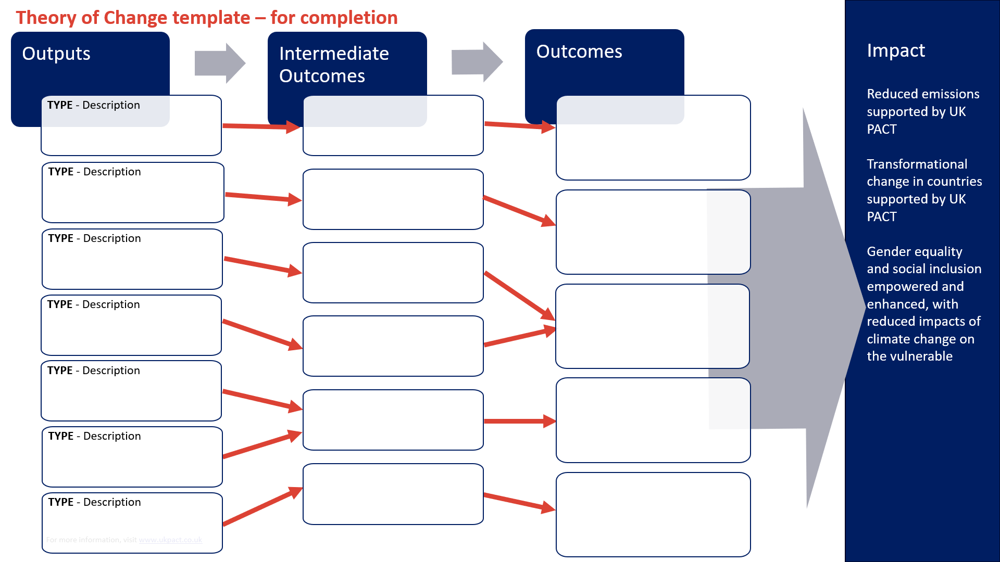 Theory of Change template – for completion
Outputs
Intermediate
Outcomes
Outcomes
Impact
TYPE - Description
TYPE - Description
TYPE - Description
TYPE - Description
TYPE - Description
TYPE - Description
TYPE - Description
For more information, visit www.ukpact.co.uk
Reduced emissions
supported by UK
PACT
Transformational
change in countries
supported by UK
PACT
Gender equality
and social inclusion
empowered and
enhanced, with
reduced impacts of
climate change on
the vulnerable